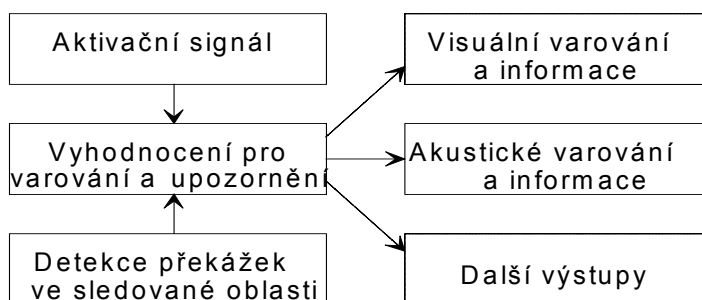 Aktivační signál
Visuální varování
a informace
Vyhodnocení pro
varování a upozornění
Akustické varování
a informace
Detekce překážek
ve sledované oblasti
Další výstupy